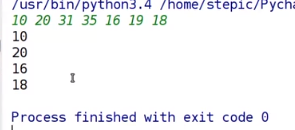 /usr/bin/python3.4 /home/stepic/Pycha
10 20 31 35 16 19 18
10
20
16
18
Process finished with exit code 0